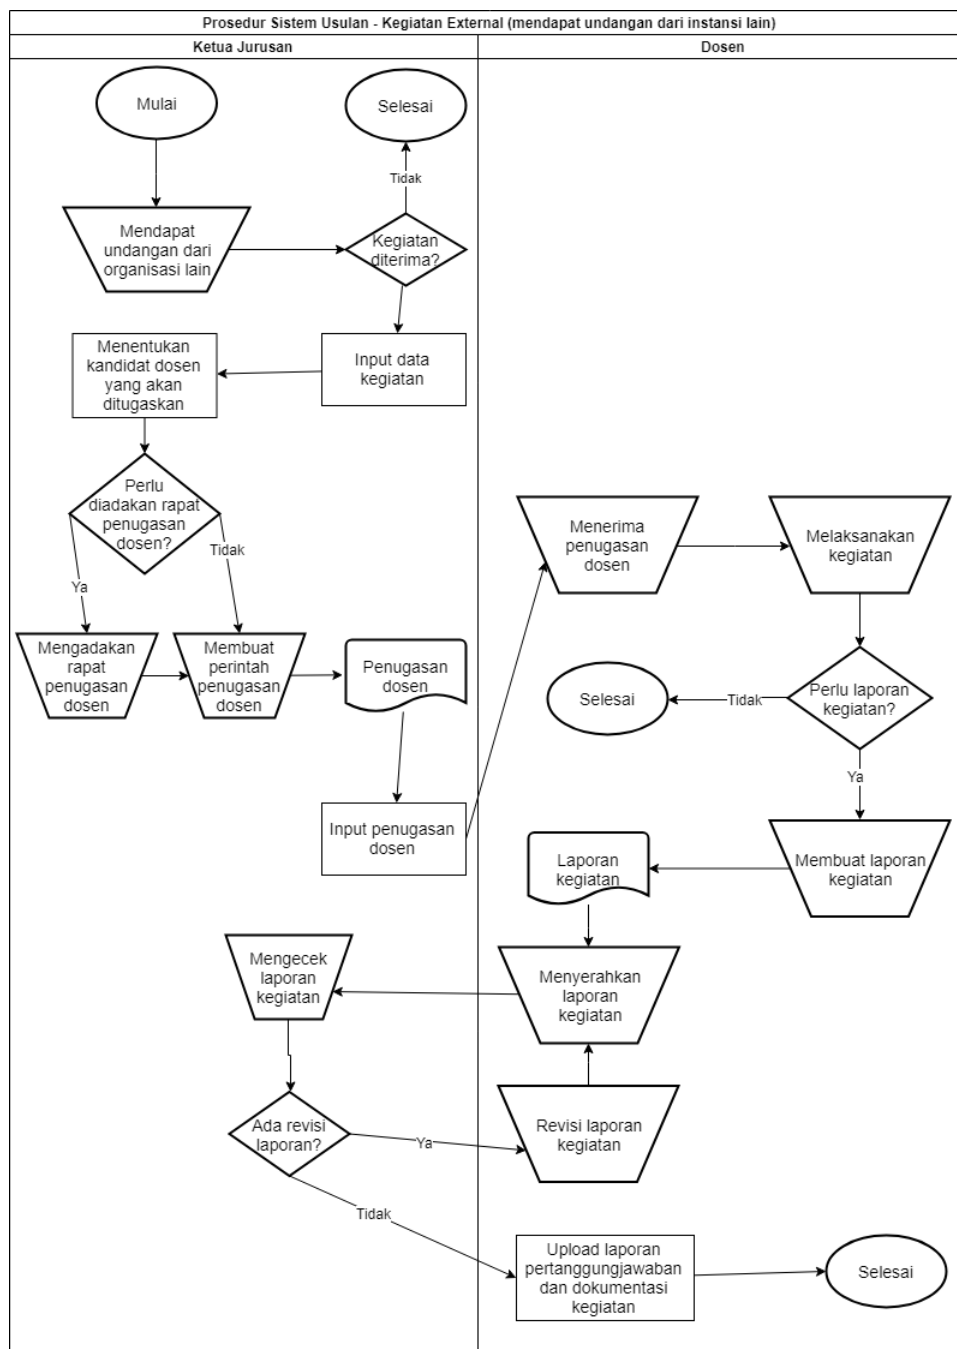 Prosedur Sistem Usulan - Kegiatan External (mendapat undangan dari instansi lain)
Ketua Jurusan
Dosen
Mulai
Selesai
Tidak
Mendapat
undangan dari
organisasi lain
Kegiatan
diterima?
Menentukan
kandidat dosen
yang akan
ditugaskan
Input data
kegiatan
Perlu
diadakan rapat
penugasan
dosen?
Ya
Tidak
Mengadakan
rapat
penugasan
dosen
Membuat
perintah
penugasan
dosen
Penugasan
dosen
Input penugasan
dosen
Menerima
penugasan
dosen
Melaksanakan
kegiatan
Perlu laporan
kegiatan?
Tidak
Selesai
Ya
Membuat laporan
kegiatan
Laporan
kegiatan
Menyerahkan
laporan
kegiatan
Mengecek
laporan
kegiatan
Ada revisi
laporan?
Ya
Revisi laporan
kegiatan
Tidak
Upload laporan
pertanggungjawaban
dan dokumentasi
kegiatan
Selesai